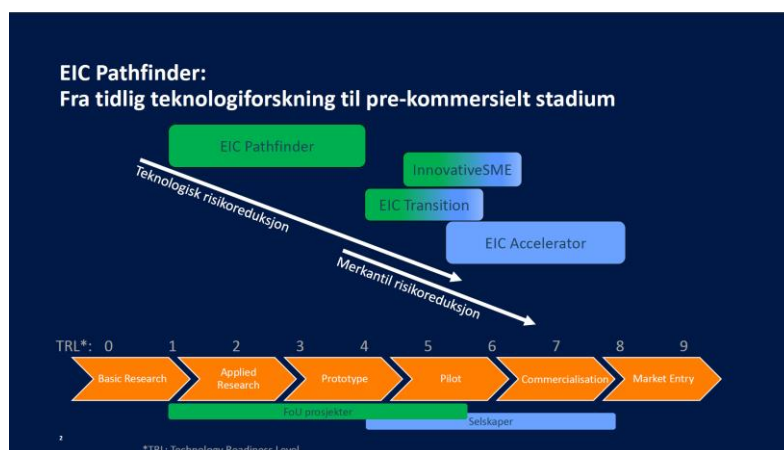 EIC Pathfinder:
Fra tidlig teknologiforskning til pre-kommersielt stadium
EIC Pathfinder
InnovativeSME
Teknologisk risikoreduksjon
EIC Transition
EIC Accelerator
Merkantil risikoreduksjon
TRL*: 0 1 2 3 4 5 6 7 8 9
Basic Research
Applied
Research
Prototype
Pilot
Commercialisation
Market Entry
FoU prosjekter
Selskaper
2
*TRL: Technology Readiness Level